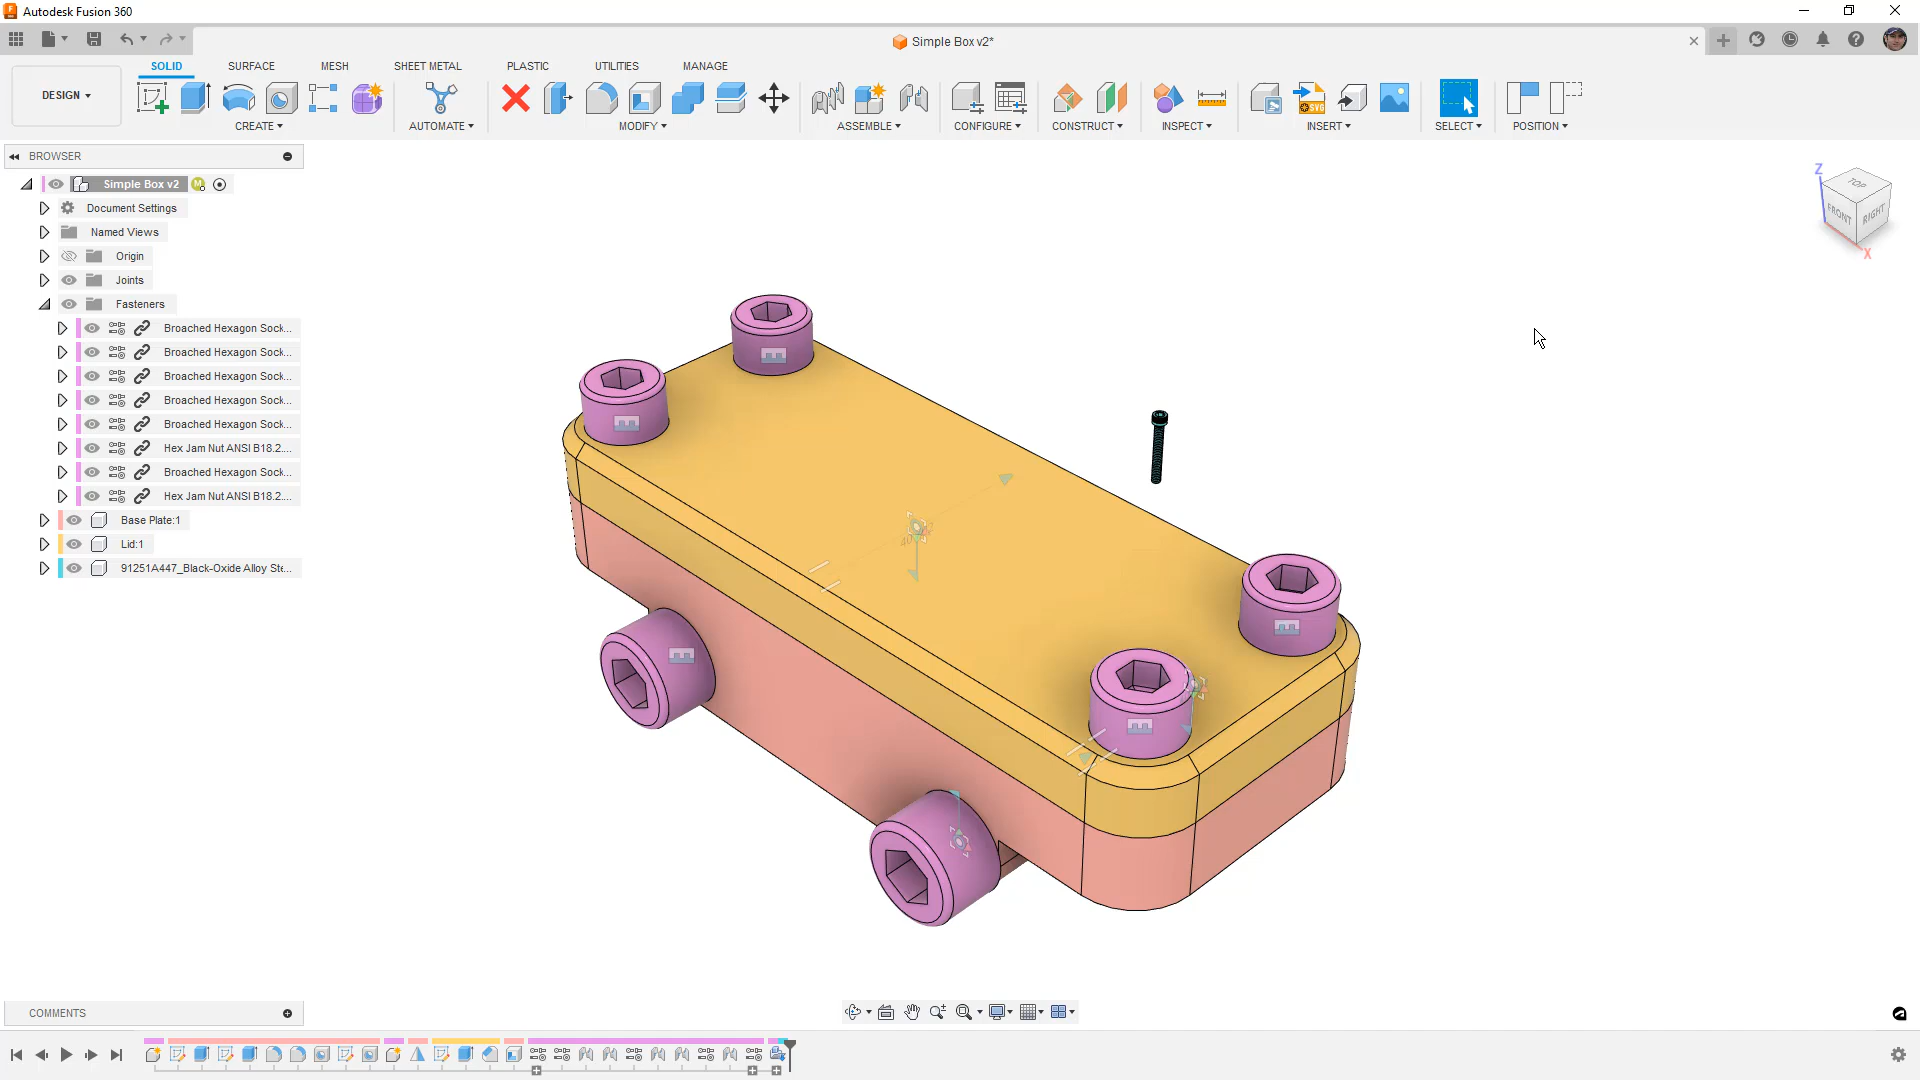 Autodesk Fusion 360
Simple Box v2*
SOLID
SURFACE
MESH
SHEET METAL
PLASTIC
UTILITIES
MANAGE
DESIGN
CREATE
AUTOMATE
MODIFY
ASSEMBLE
CONFIGURE
CONSTRUCT
INSPECT
INSERT
SELECT
POSITION
BROWSER
Simple Box v2
Document Settings
Named Views
Origin
Joints
Fasteners
Broached Hexagon Sock...
Broached Hexagon Sock...
Broached Hexagon Sock...
Broached Hexagon Sock...
Broached Hexagon Sock...
Hex Jam Nut ANSI B18.2....
Broached Hexagon Sock...
Hex Jam Nut ANSI B18.2....
Base Plate:1
Lid:1
91251A447_Black-Oxide Alloy Ste...
Z
TOP
FRONT
RIGHT
X
COMMENTS